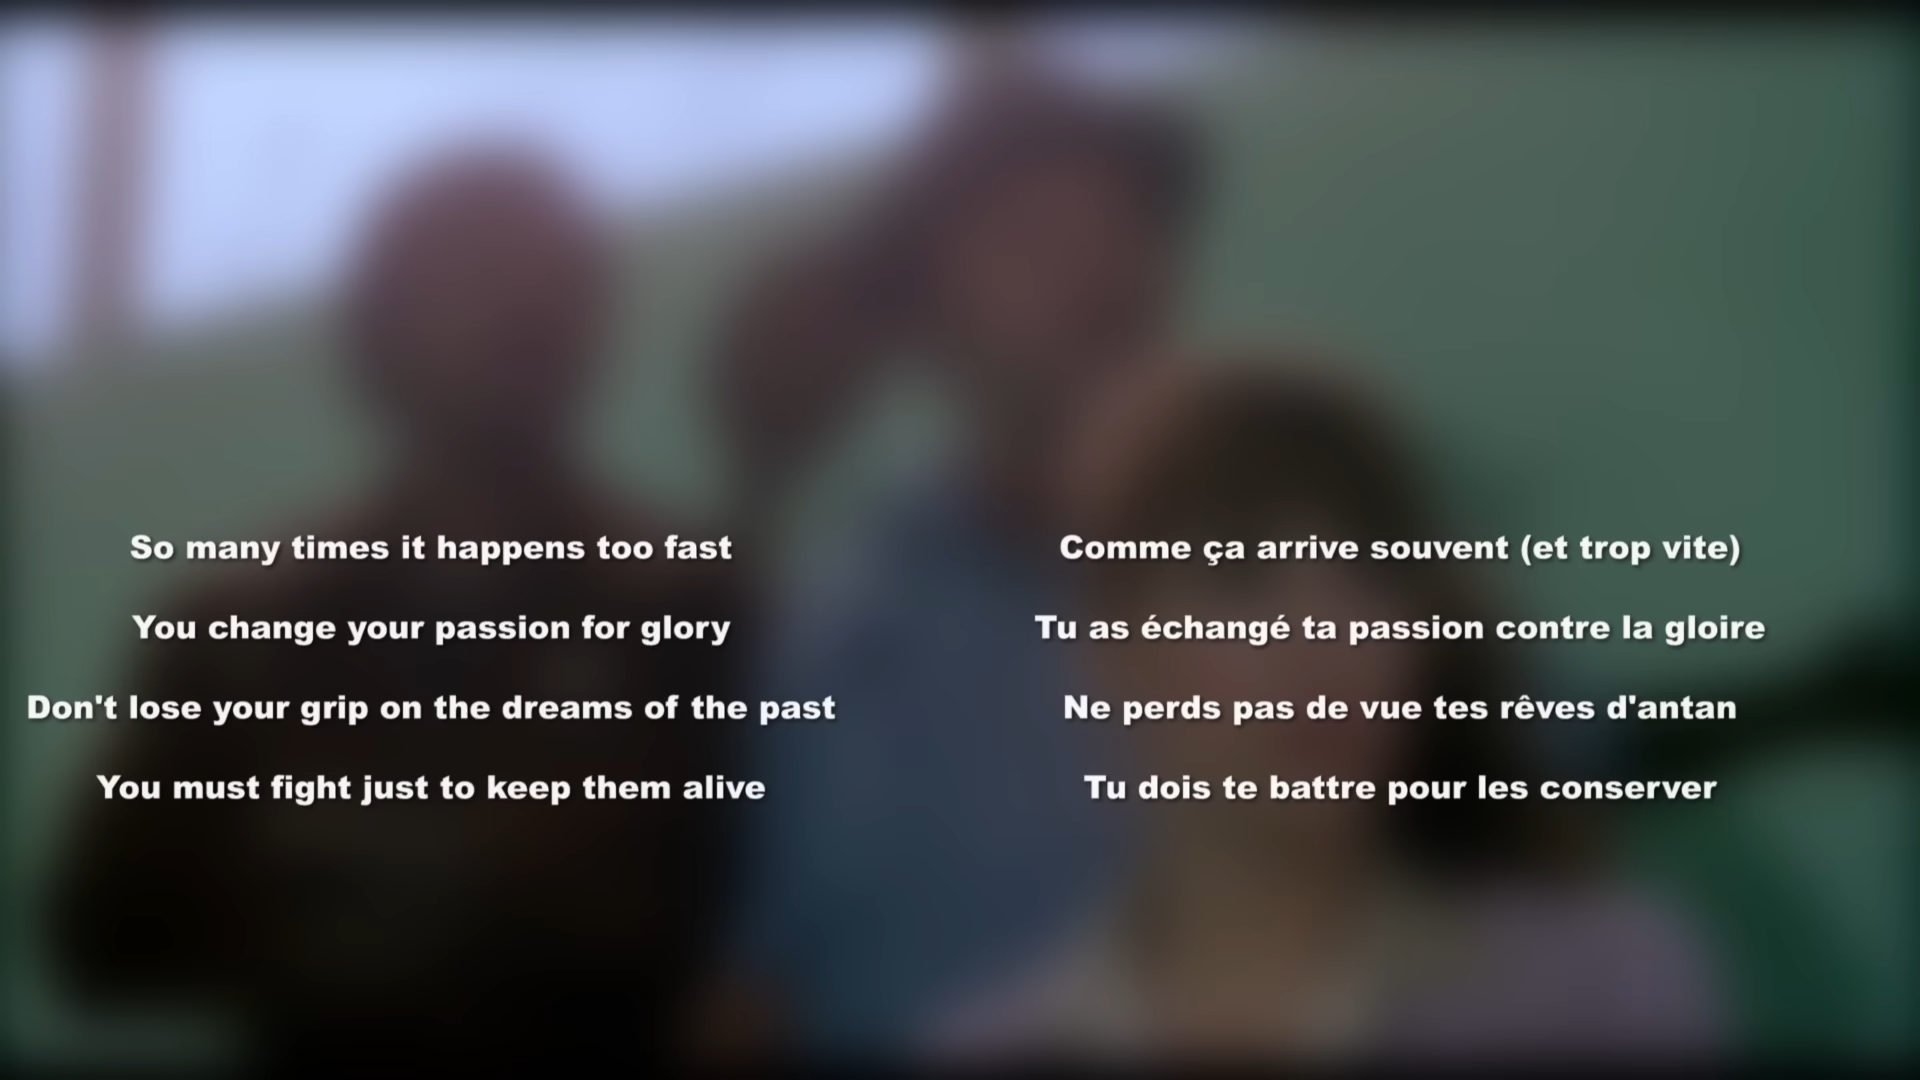 So many times it happens too fast
You change your passion for glory
Don't lose your grip on the dreams of the past
You must fight just to keep them alive
Comme ça arrive souvent (et trop vite)
Tu as échangé ta passion contre la gloire
Ne perds pas de vue tes rêves d'antan
Tu dois te battre pour les conserver